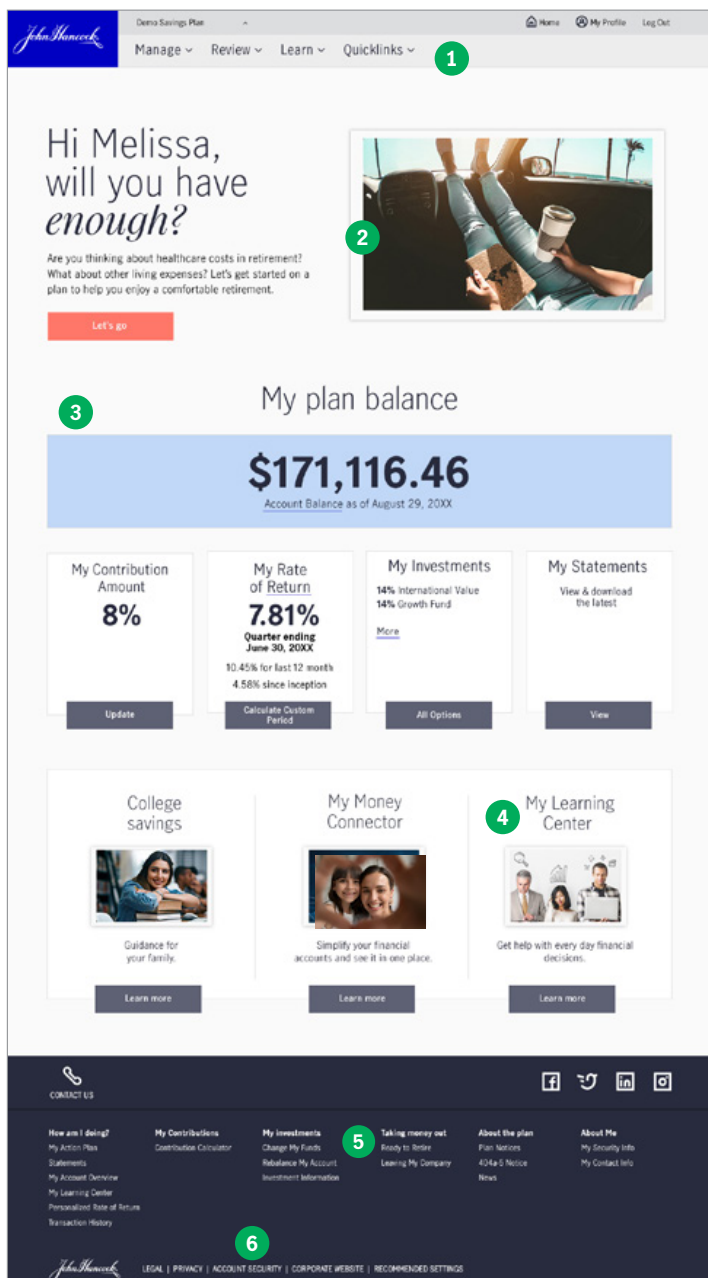 John Hancock
Demo Savings Plan
Home
My Profile
Log Out
Manage
Review
Learn
Quicklinks
1
Hi Melissa,
will you have
enough?
Are you thinking about healthcare costs in retirement?
What about other living expenses? Let's get started on a
plan to help you enjoy a comfortable retirement.
Let's go
2
3
My plan balance
$171,116.46
Account Balance as of August 29, 20XX
My Contribution
Amount
8%
Update
My Rate
of Return
7.81%
Quarter ending
June 30, 20XX
10.45% for last 12 month
4.58% since inception
Calculate Custom
Period
My Investments
14% International Value
14% Growth Fund
More
All Options
My Statements
View & download
the latest
View
College
savings
Guidance for
your family.
Learn more
My Money
Connector
Simplify your financial
accounts and see it in one place.
Learn more
4
My Learning
Center
Get help with every day financial
decisions.
Learn more
CONTACT US
How am I doing?
My Action Plan
Statements
My Account Overview
My Learning Center
Personalized Rate of Return
Transaction History
My Contributions
Contribution Calculator
My investments
Change My Funds
Rebalance My Account
Investment Information
5
Taking money out
Ready to Retire
Leaving My Company
About the plan
Plan Notices
404a-5 Notice
News
About Me
My Security Info
My Contact Info
6
John Hancock
LEGAL | PRIVACY | ACCOUNT SECURITY | CORPORATE WEBSITE | RECOMMENDED SETTINGS